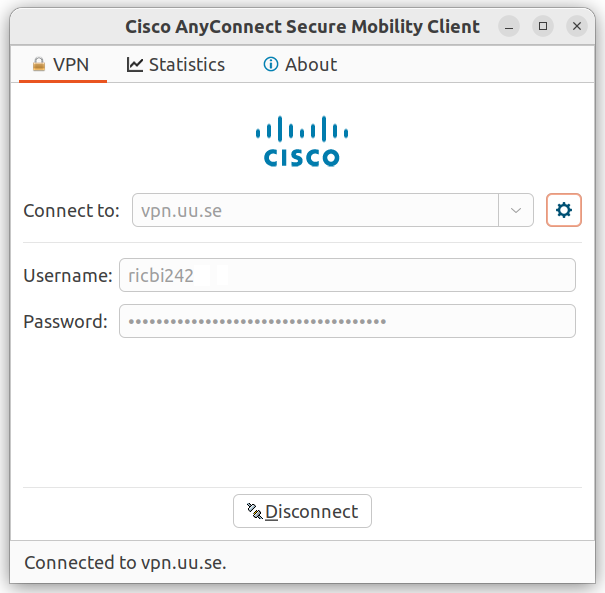 Cisco AnyConnect Secure Mobility Client
VPN Statistics About
CISCO
Connect to: vpn.uu.se
Username: ricbi242
Password: •••••••••••••••••••••••••••••••••••••
Disconnect
Connected to vpn.uu.se.